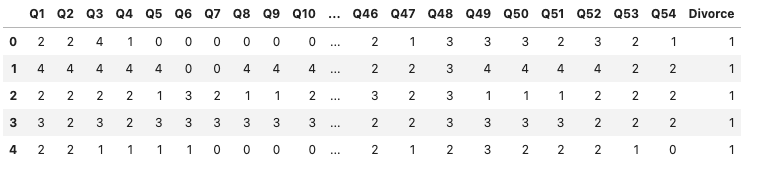 Q1 Q2 Q3 Q4 Q5 Q6 Q7 Q8 Q9 Q10 ... Q46 Q47 Q48 Q49 Q50 Q51 Q52 Q53 Q54 Divorce
0 2 2 4 1 0 0 0 0 0 0 ... 2 1 3 3 3 2 3 2 1 1
1 4 4 4 4 4 0 0 4 4 4 ... 2 2 3 4 4 4 4 2 2 1
2 2 2 2 2 1 3 2 1 1 2 ... 3 2 3 1 1 1 2 2 2 1
3 3 2 3 2 3 3 3 3 3 3 ... 2 2 3 3 3 3 2 2 2 1
4 2 2 1 1 1 1 0 0 0 0 ... 2 1 2 3 2 2 2 1 0 1